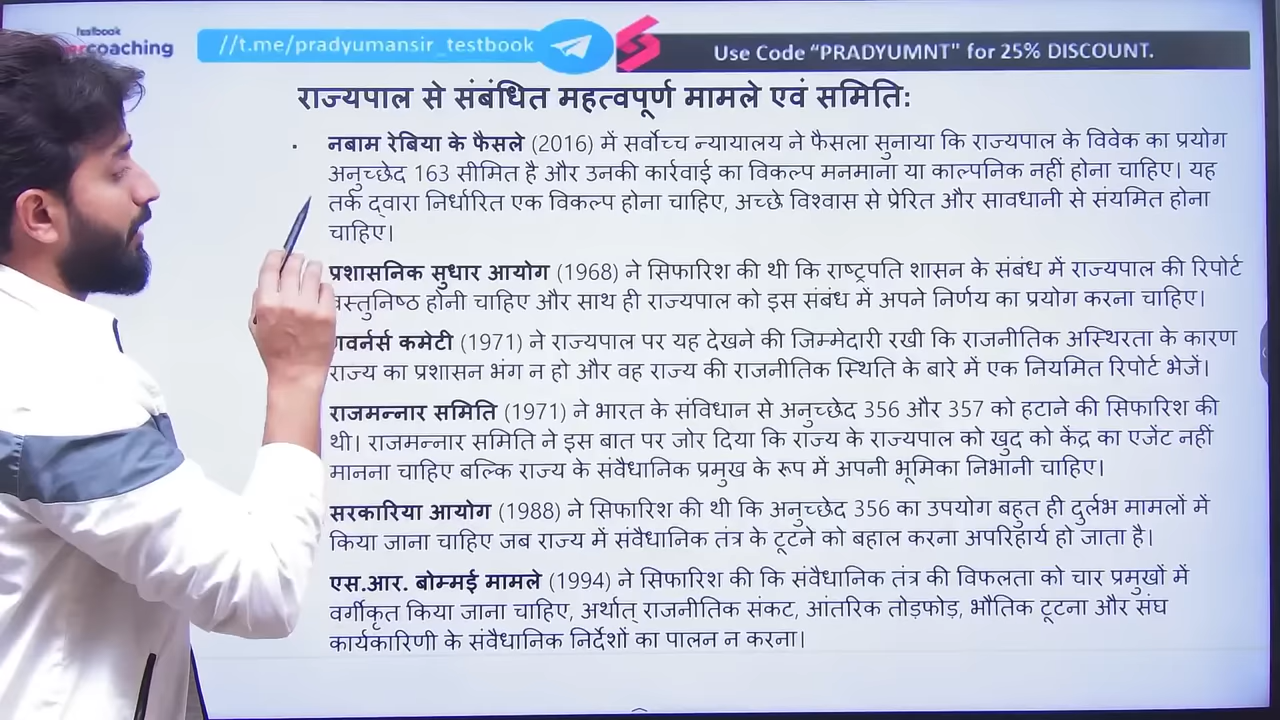 testbook
coaching
//t.me/pradyumansir_testbook
Use Code “PRADYUMNT" for 25% DISCOUNT.
राज्यपाल से संबंधित महत्वपूर्ण मामले एवं समिति:
नबाम रेबिया के फैसले (2016) में सर्वोच्च न्यायालय ने फैसला सुनाया कि राज्यपाल के विवेक का प्रयोग
अनुच्छेद 163 सीमित है और उनकी कार्रवाई का विकल्प मनमाना या काल्पनिक नहीं होना चाहिए। यह
तर्क द्वारा निर्धारित एक विकल्प होना चाहिए, अच्छे विश्वास से प्रेरित और सावधानी से संयमित होना
चाहिए।
प्रशासनिक सुधार आयोग (1968) ने सिफारिश की थी कि राष्ट्रपति शासन के संबंध में राज्यपाल की रिपोर्ट
वस्तुनिष्ठ होनी चाहिए और साथ ही राज्यपाल को इस संबंध में अपने निर्णय का प्रयोग करना चाहिए।
गवर्नर्स कमेटी (1971) ने राज्यपाल पर यह देखने की जिम्मेदारी रखी कि राजनीतिक अस्थिरता के कारण
राज्य का प्रशासन भंग न हो और वह राज्य की राजनीतिक स्थिति के बारे में एक नियमित रिपोर्ट भेजें।
राजमन्नार समिति (1971) ने भारत के संविधान से अनुच्छेद 356 और 357 को हटाने की सिफारिश की
थी। राजमन्नार समिति ने इस बात पर जोर दिया कि राज्य के राज्यपाल को खुद को केंद्र का एजेंट नहीं
मानना चाहिए बल्कि राज्य के संवैधानिक प्रमुख के रूप में अपनी भूमिका निभानी चाहिए।
सरकारिया आयोग (1988) ने सिफारिश की थी कि अनुच्छेद 356 का उपयोग बहुत ही दुर्लभ मामलों में
किया जाना चाहिए जब राज्य में संवैधानिक तंत्र के टूटने को बहाल करना अपरिहार्य हो जाता है।
एस.आर. बोम्मई मामले (1994) ने सिफारिश की कि संवैधानिक तंत्र की विफलता को चार प्रमुखों में
वर्गीकृत किया जाना चाहिए, अर्थात् राजनीतिक संकट, आंतरिक तोड़फोड़, भौतिक टूटना और संघ
कार्यकारिणी के संवैधानिक निर्देशों का पालन न करना।